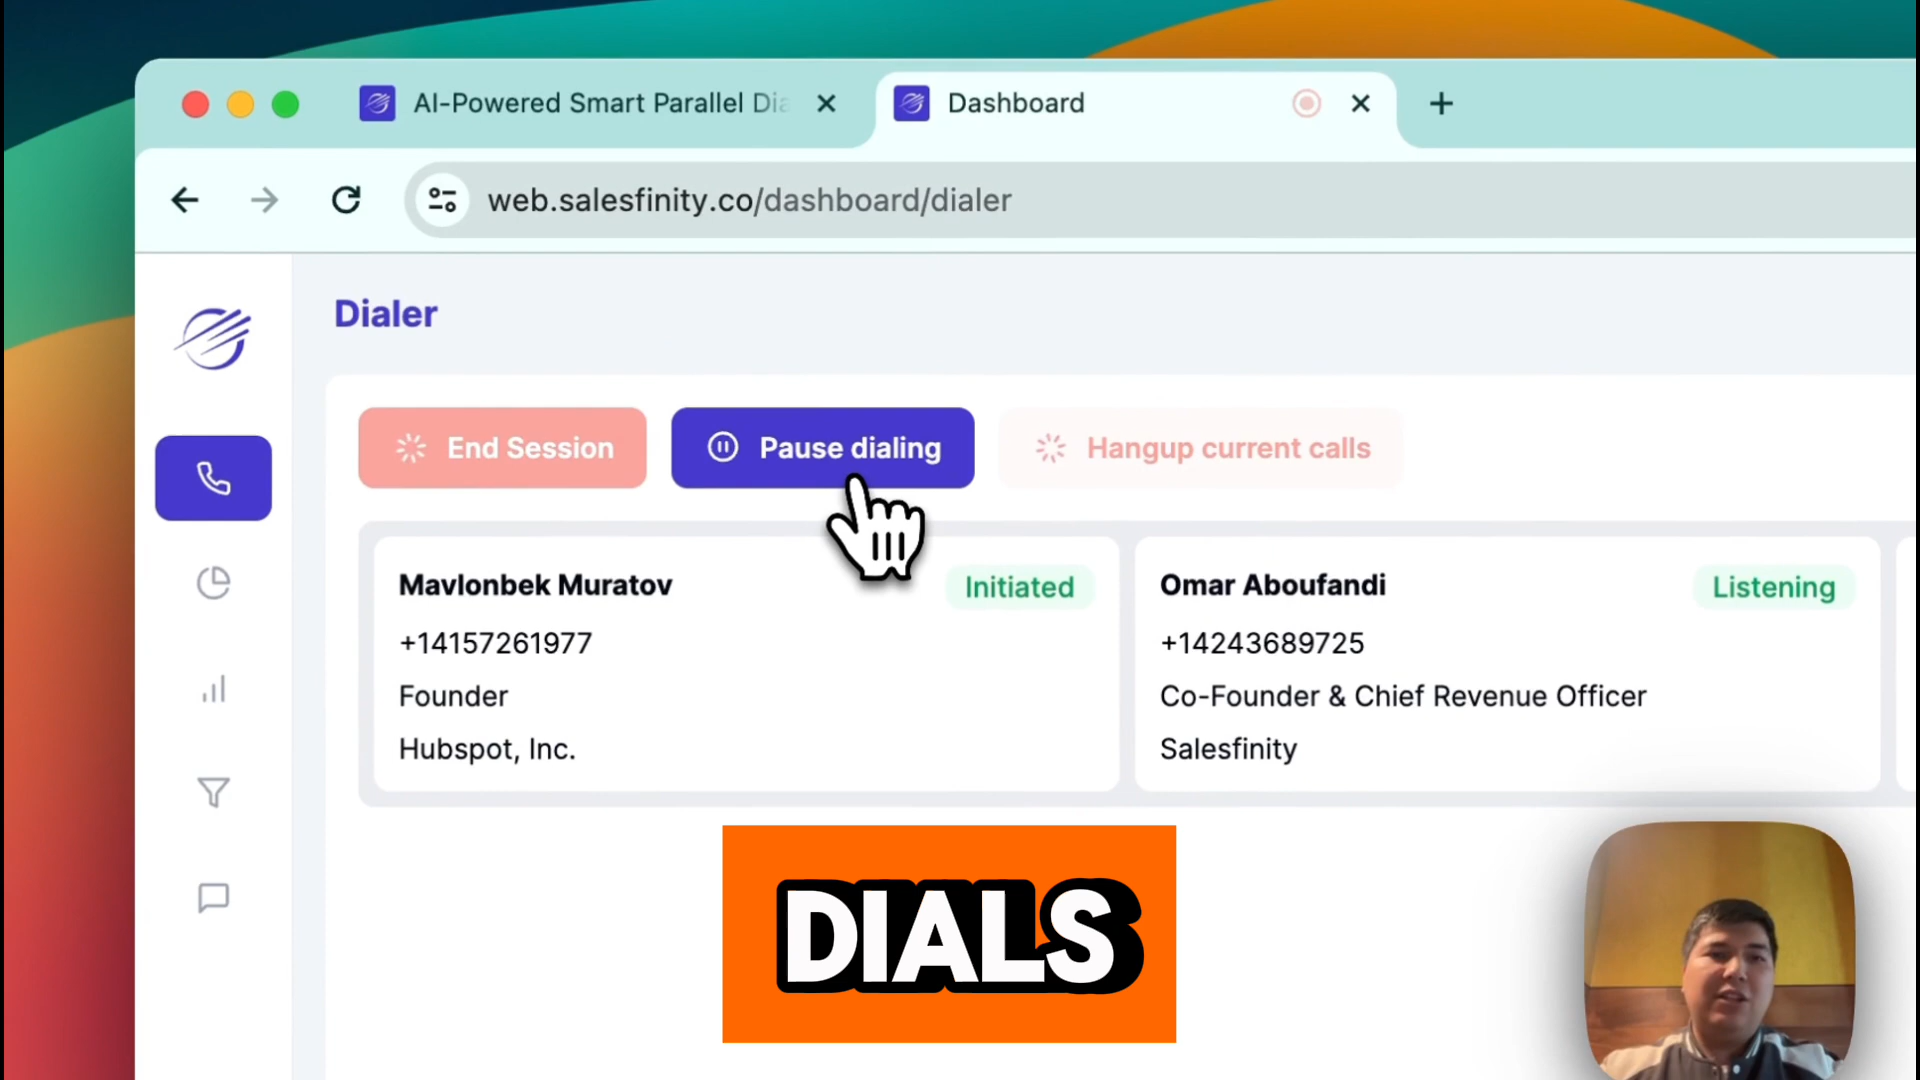 AI-Powered Smart Parallel Dia
Dashboard
web.salesfinity.co/dashboard/dialer
Dialer
End Session
Pause dialing
Hangup current calls
Mavlonbek Muratov
Initiated
+14157261977
Founder
Hubspot, Inc.
Omar Aboufandi
Listening
+14243689725
Co-Founder & Chief Revenue Officer
Salesfinity
DIALS